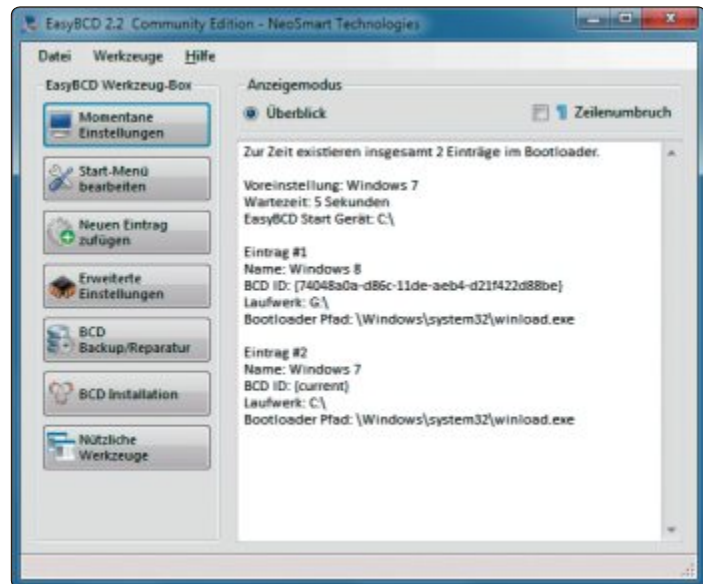 EasyBCD 2.2 Community Edition - NeoSmart Technologies
Datei Werkzeuge Hilfe
EasyBCD Werkzeug-Box
Momentane
Einstellungen
Start-Menü
bearbeiten
Neuen Eintrag
zufügen
Erweiterte
Einstellungen
BCD
Backup/Reparatur
BCD Installation
Nützliche
Werkzeuge
Anzeigemodus
Überblick
Zeilenumbruch
Zur Zeit existieren insgesamt 2 Einträge im Bootloader.
Voreinstellung: Windows 7
Wartezeit: 5 Sekunden
EasyBCD Start Gerät: C:\
Eintrag #1
Name: Windows 8
BCD ID: {74048a0a-d86c-11de-aeb4-d21f422d88be}
Laufwerk: G:\
Bootloader Pfad: \Windows\system32\winload.exe
Eintrag #2
Name: Windows 7
BCD ID: {current}
Laufwerk: C:\
Bootloader Pfad: \Windows\system32\winload.exe